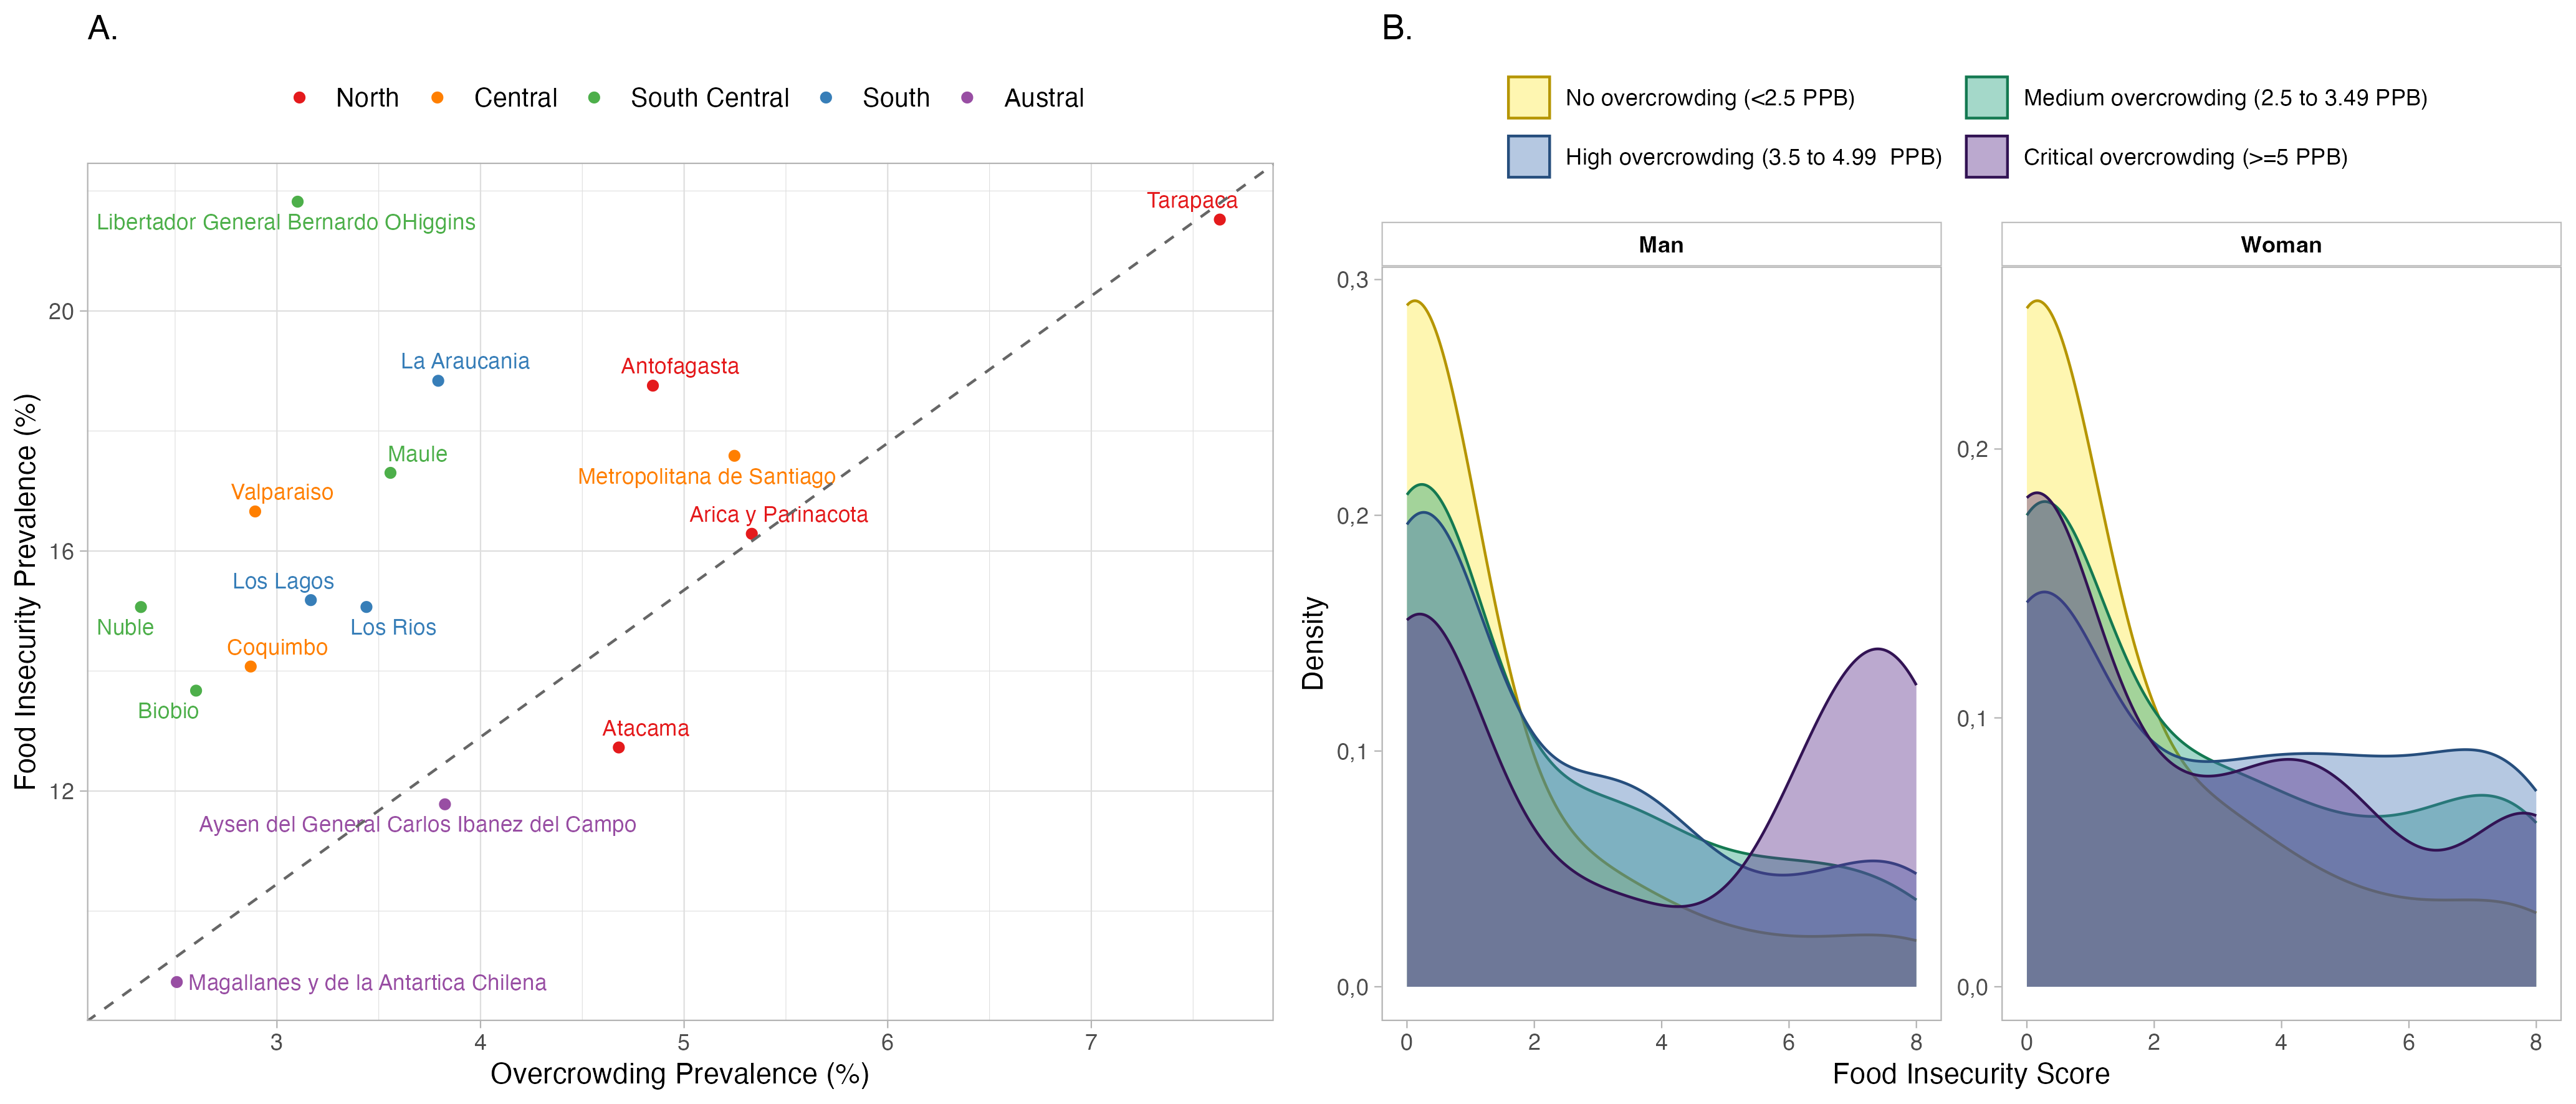 A.
North Central South Central South Austral
Food Insecurity Prevalence (%)
20
16
12
Tarapaca
Libertador General Bernardo OHiggins
La Araucania
Antofagasta
Maule
Metropolitana de Santiago
Valparaiso
Arica y Parinacota
Los Lagos
Nuble
Los Rios
Coquimbo
Biobio
Atacama
Aysen del General Carlos Ibanez del Campo
Magallanes y de la Antartica Chilena
3 4 5 6 7
Overcrowding Prevalence (%)
B.
No overcrowding (<2.5 PPB) Medium overcrowding (2.5 to 3.49 PPB)
High overcrowding (3.5 to 4.99  PPB) Critical overcrowding (>=5 PPB)
Man Woman
Density
0,3
0,2
0,1
0,0
0,2
0,1
0,0
0 2 4 6 8
0 2 4 6 8
Food Insecurity Score